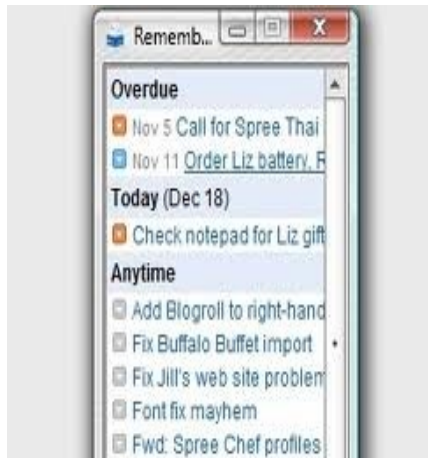 Rememb...
Overdue
Nov 5 Call for Spree Thai
Nov 11 Order Liz battery,
Today (Dec 18)
Check notepad for Liz gift
Anytime
Add Blogroll to right-hand
Fix Buffalo Buffet import
Fix Jill's web site problem
Font fix mayhem
Fwd: Spree Chef profiles